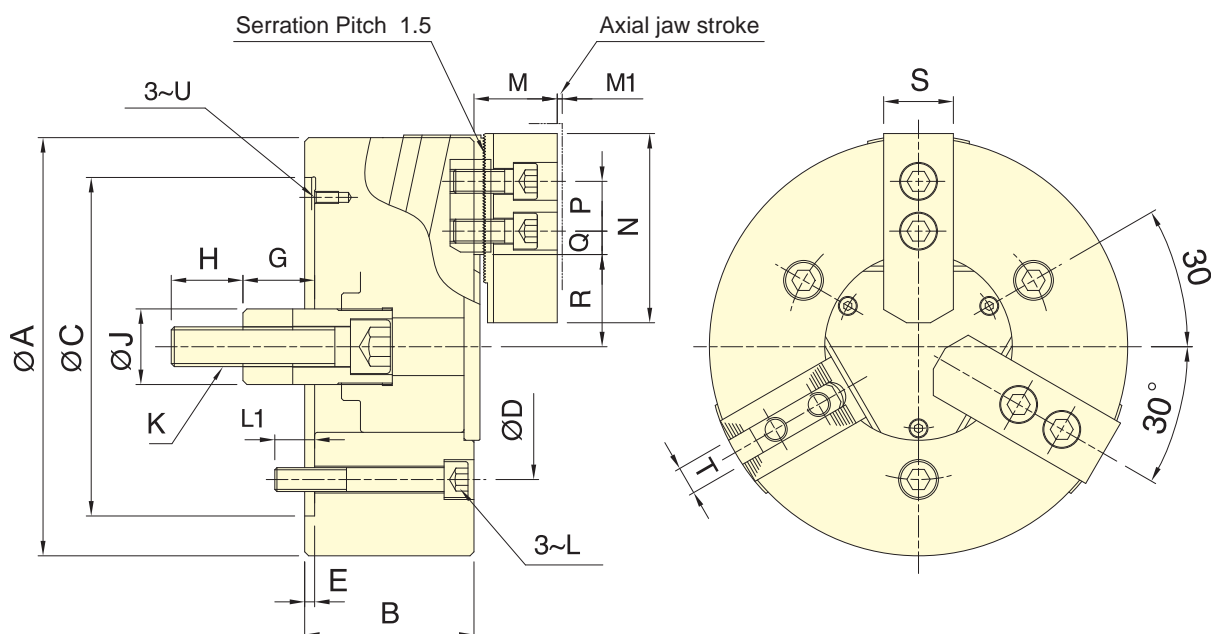 Serration Pitch 1.5
Axial jaw stroke
M
M1
S
3~U
P
N
Q
H
G
R
30
ØA
ØC
ØJ
K
L1
ØD
30°
T
3~L
E
B